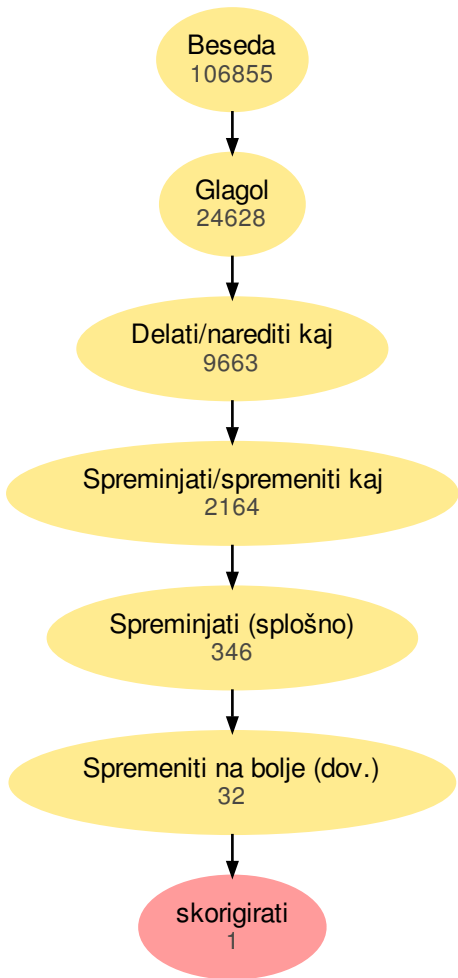 Beseda
106855
Glagol
24628
Delati/narediti kaj
9663
Spreminjati/spremeniti kaj
2164
Spreminjati (splošno)
346
Spremeniti na bolje (dov.)
32
skorigirati
1